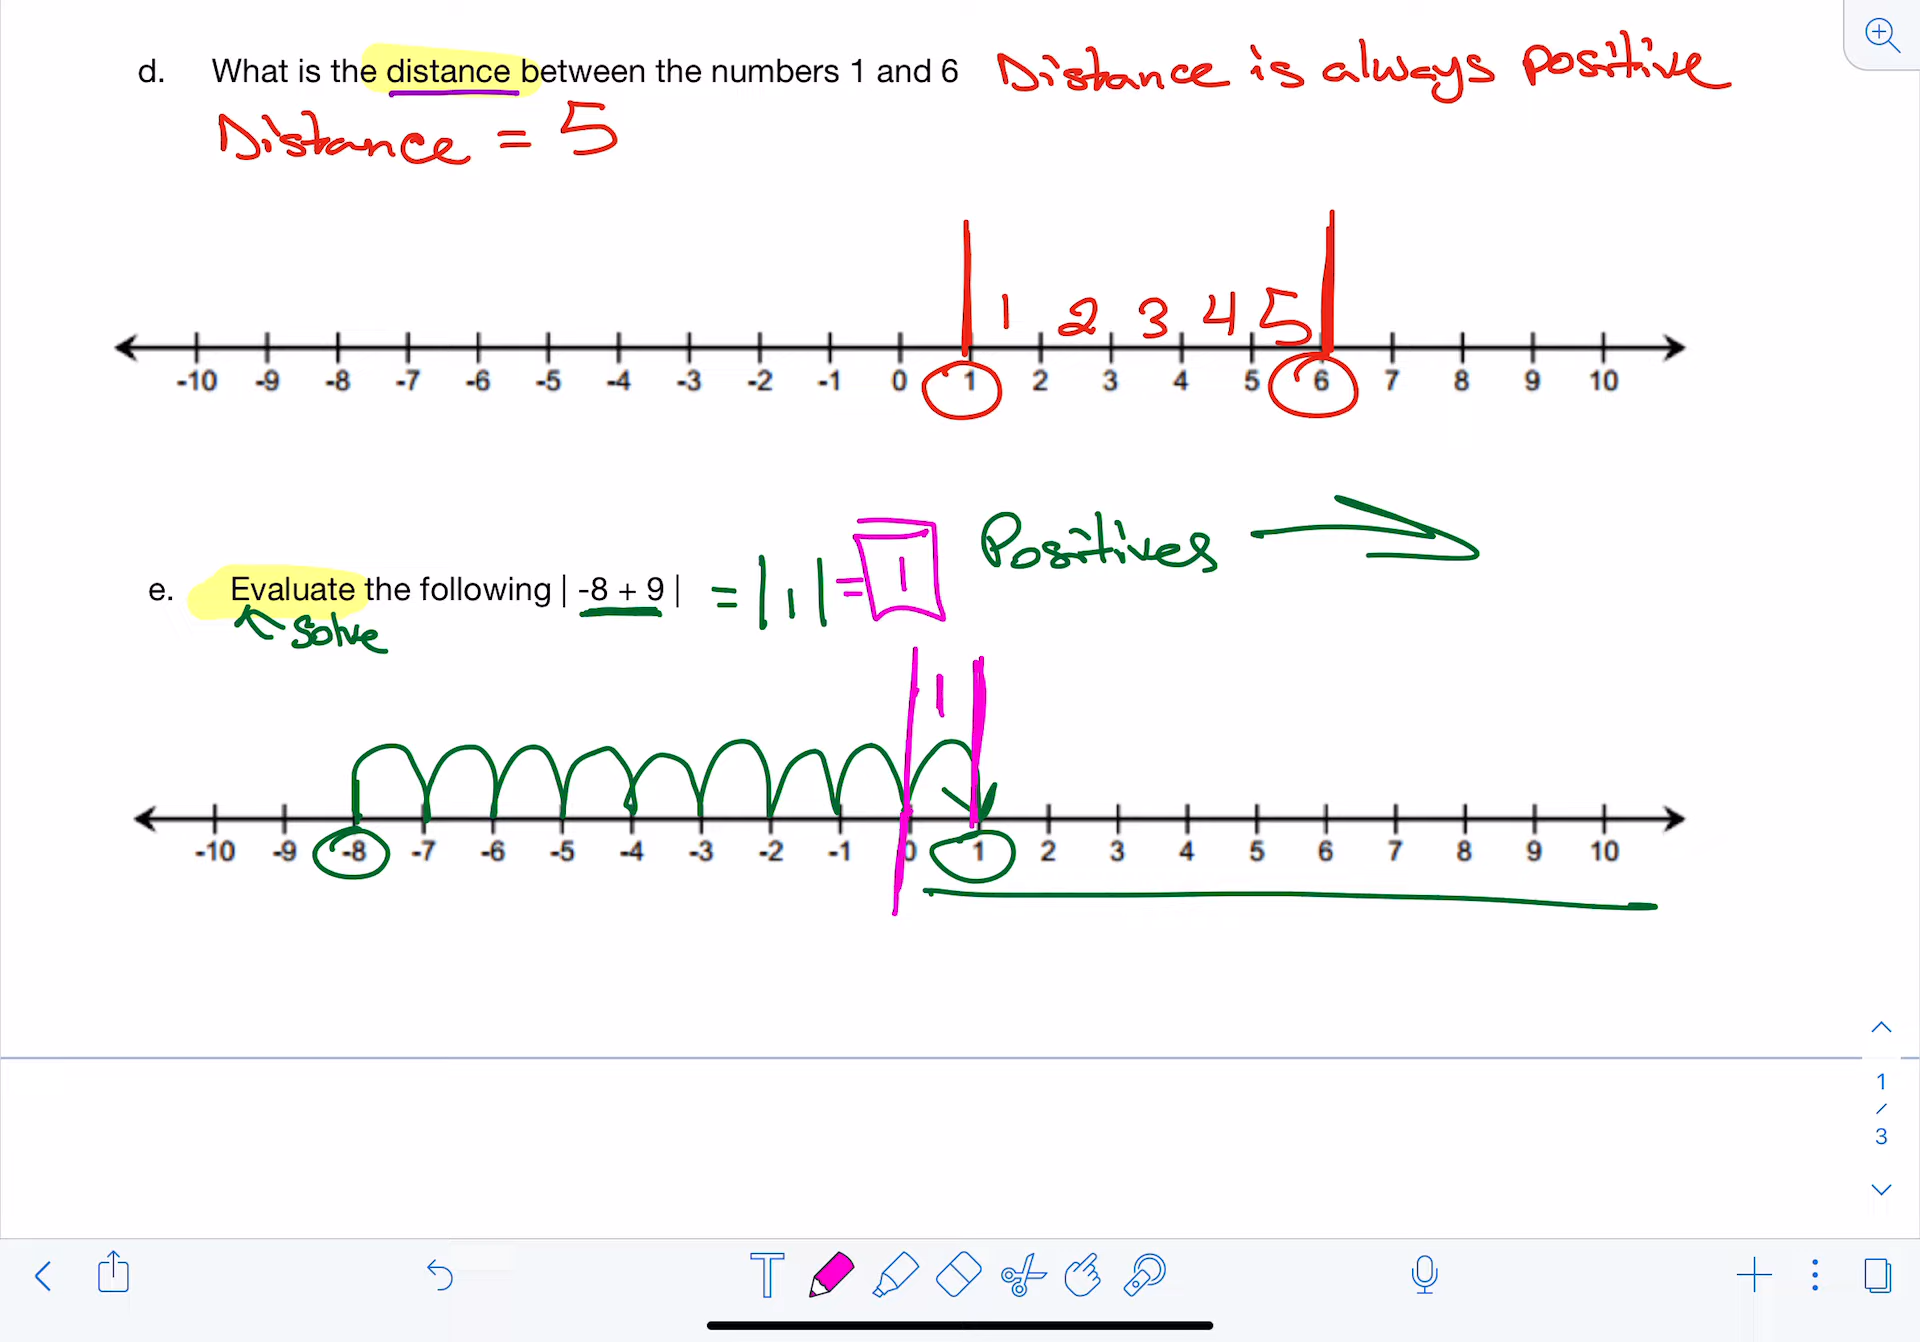 d. What is the distance between the numbers 1 and 6 Distance is always positive
Distance = 5
1 2 3 4 5
-10 -9 -8 -7 -6 -5 -4 -3 -2 -1 0 1 2 3 4 5 6 7 8 9 10
Positives
e. Evaluate the following | -8 + 9 | = |1| = 1
Solve
1
-10 -9 -8 -7 -6 -5 -4 -3 -2 -1 0 1 2 3 4 5 6 7 8 9 10
1
/
3
T